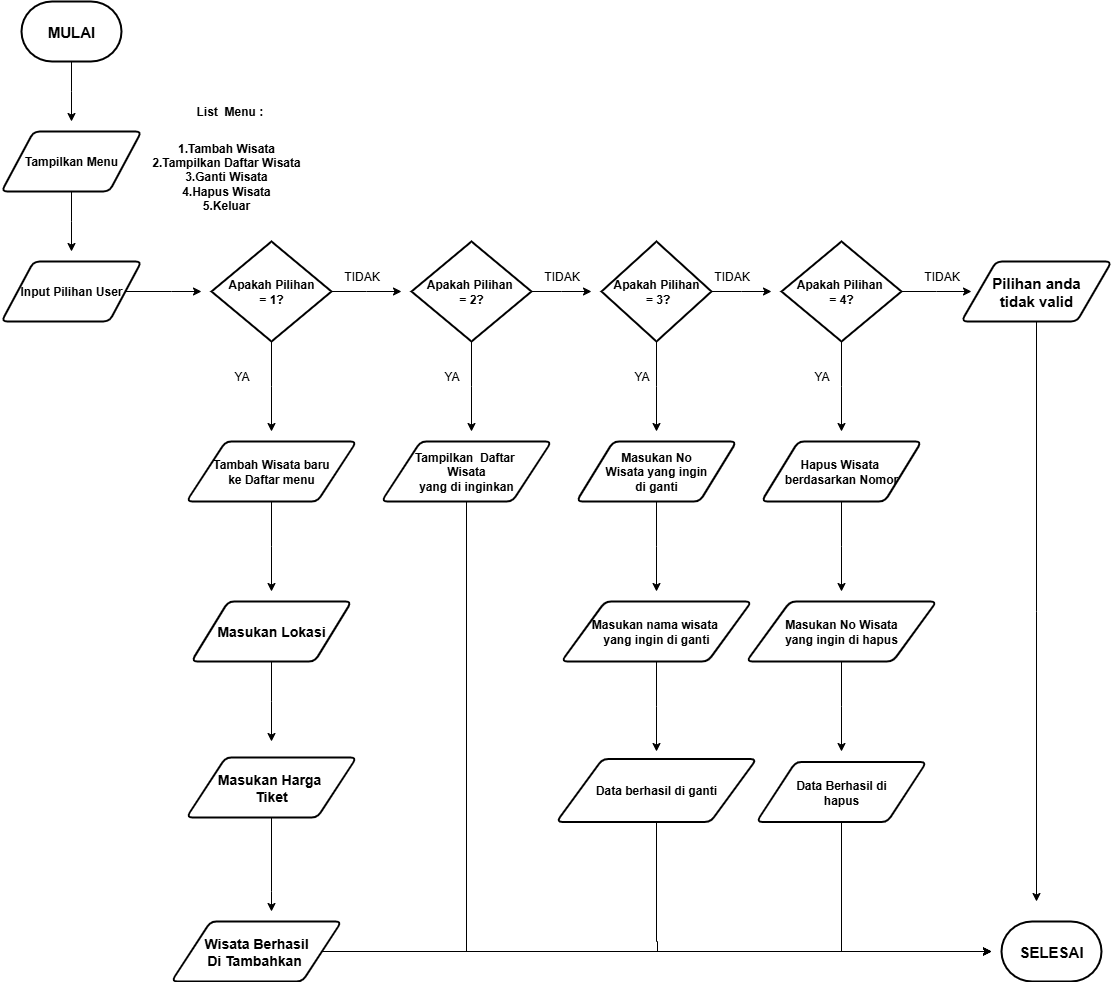 MULAI
List Menu :
Tampilkan Menu
1.Tambah Wisata
2.Tampilkan Daftar Wisata
3.Ganti Wisata
4.Hapus Wisata
5.Keluar
Input Pilihan User
Apakah Pilihan
= 1?
TIDAK
Apakah Pilihan
= 2?
TIDAK
Apakah Pilihan
= 3?
TIDAK
Apakah Pilihan
= 4?
TIDAK
Pilihan anda
tidak valid
YA
YA
YA
YA
Tambah Wisata baru
ke Daftar menu
Tampilkan Daftar
Wisata
yang di inginkan
Masukan No
Wisata yang ingin
di ganti
Hapus Wisata
berdasarkan Nomor
Masukan Lokasi
Masukan nama wisata
yang ingin di ganti
Masukan No Wisata
yang ingin di hapus
Masukan Harga
Tiket
Data berhasil di ganti
Data Berhasil di
hapus
Wisata Berhasil
Di Tambahkan
SELESAI